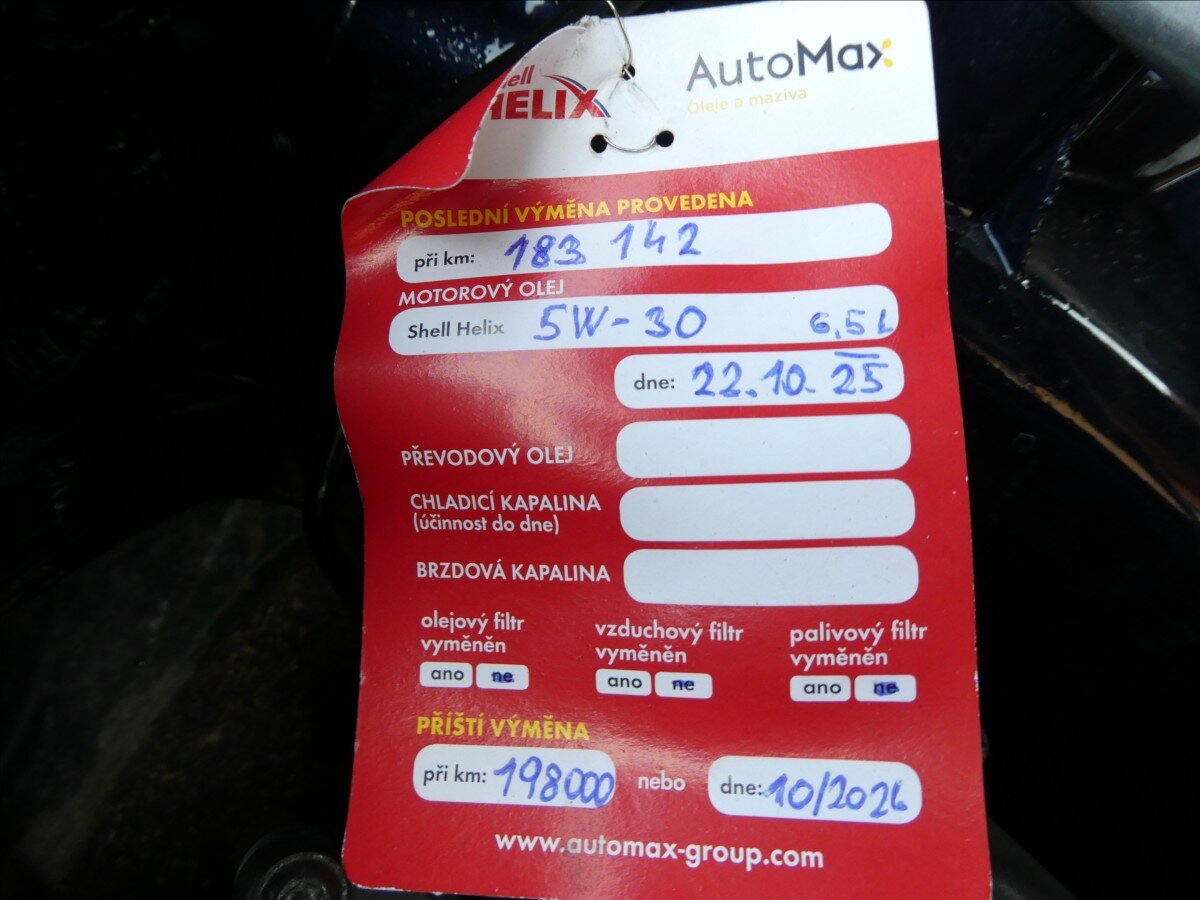 ell
HELIX
AutoMax
Oleje a maziva
POSLEDNÍ VÝMĚNA PROVEDENA
při km: 183 142
MOTOROVÝ OLEJ
Shell Helix 5W-30 6,5 L
dne: 22.10.25
PŘEVODOVÝ OLEJ
CHLADICÍ KAPALINA
(účinnost do dne)
BRZDOVÁ KAPALINA
olejový filtr vzduchový filtr palivový filtr
vyměněn vyměněn vyměněn
ano ne ano ne ano ne
PŘÍŠTÍ VÝMĚNA
při km: 198000 nebo dne: 10/2026
www.automax-group.com